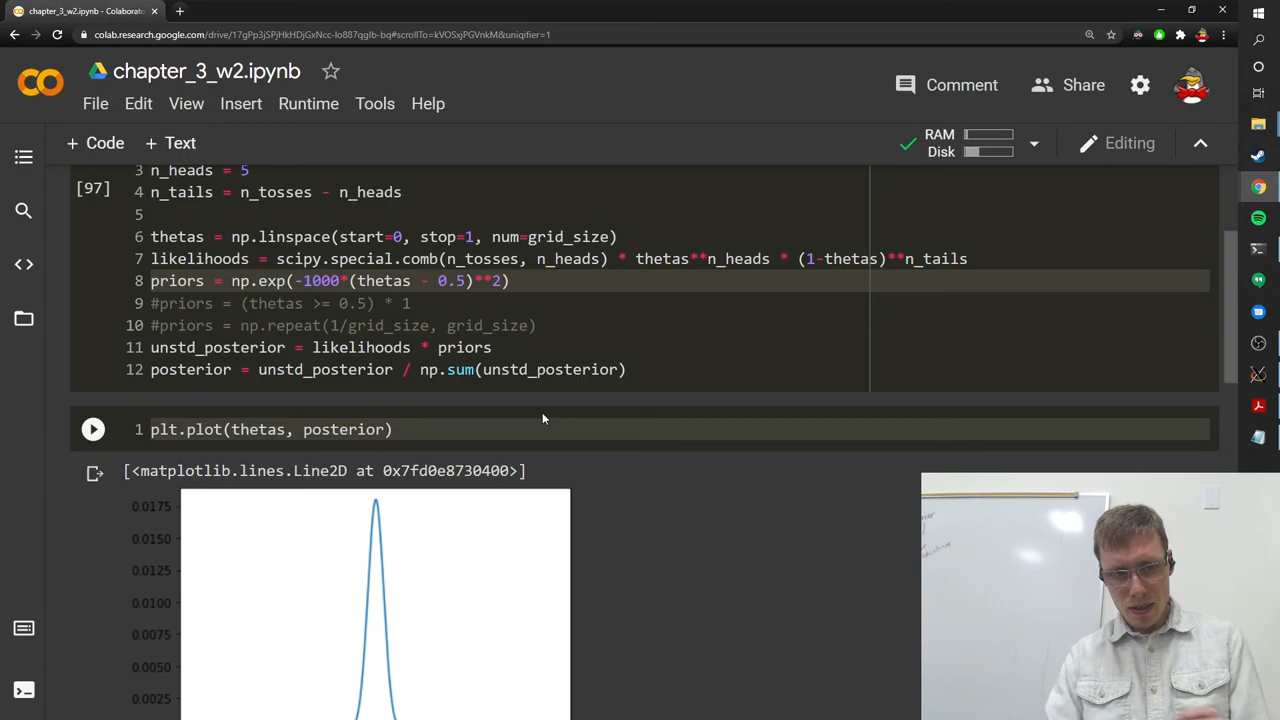 chapter_3_w2.ipynb - Colaborato
colab.research.google.com/drive/17gPp3jSPjHkHDjGxNcc-lo887qgIb-bq#scrollTo=kVOSxjPGVnkM&uniqifier=1
chapter_3_w2.ipynb
Comment
Share
File Edit View Insert Runtime Tools Help
+ Code + Text
RAM
Disk
Editing
3 n_heads = 5
[97]
4 n_tails = n_tosses - n_heads
5
6 thetas = np.linspace(start=0, stop=1, num=grid_size)
7 likelihoods = scipy.special.comb(n_tosses, n_heads) * thetas**n_heads * (1-thetas)**n_tails
8 priors = np.exp(-1000*(thetas - 0.5)**2)
9 #priors = (thetas >= 0.5) * 1
10 #priors = np.repeat(1/grid_size, grid_size)
11 unstd_posterior = likelihoods * priors
12 posterior = unstd_posterior / np.sum(unstd_posterior)
1 plt.plot(thetas, posterior)
[<matplotlib.lines.Line2D at 0x7fd0e8730400>]
0.0175
0.0150
0.0125
0.0100
0.0075
0.0050
0.0025